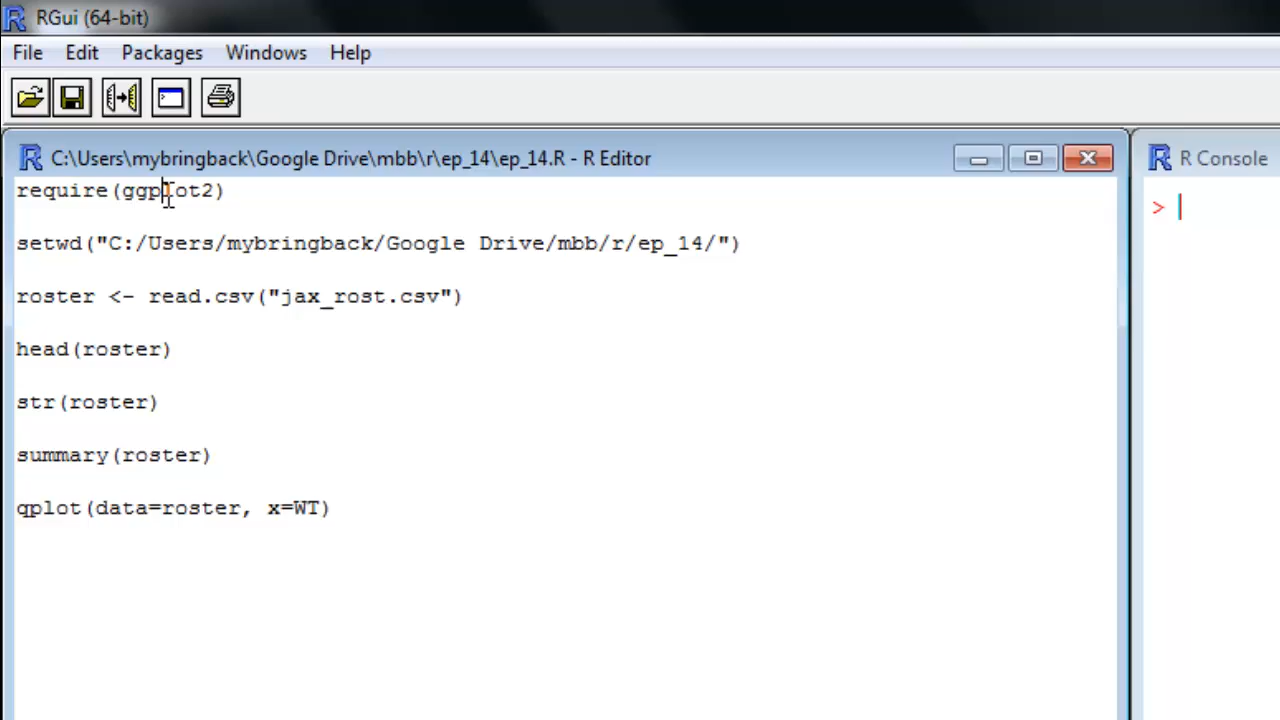 RGui (64-bit)
File Edit Packages Windows Help
C:\Users\mybringback\Google Drive\mbb\r\ep_14\ep_14.R - R Editor
require(ggplot2)
setwd("C:/Users/mybringback/Google Drive/mbb/r/ep_14/")
roster <- read.csv("jax_rost.csv")
head(roster)
str(roster)
summary(roster)
qplot(data=roster, x=WT)
R Console
>